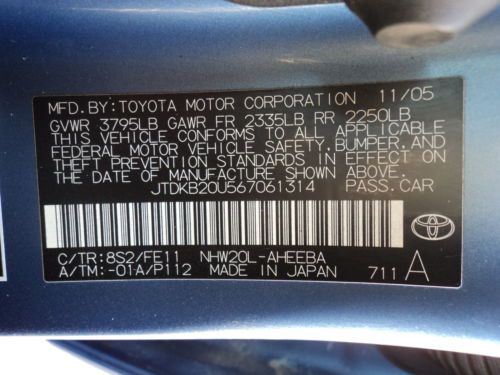 MFD.BY:TOYOTA MOTOR CORPORATION 11/05
GVWR 3795LB GAWR FR 2335LB RR 2250LB
THIS VEHICLE CONFORMS TO ALL APPLICABLE
FEDERAL MOTOR VEHICLE SAFETY, BUMPER, AND
THEFT PREVENTION STANDARDS IN EFFECT ON
THE DATE OF MANUFACTURE SHOWN ABOVE.
JTDKB20U567061314 PASS.CAR
C/TR:8S2/FE11 NHW20L-AHEEBA
A/TM:-01A/P112 MADE IN JAPAN 711 A
TOYOTA